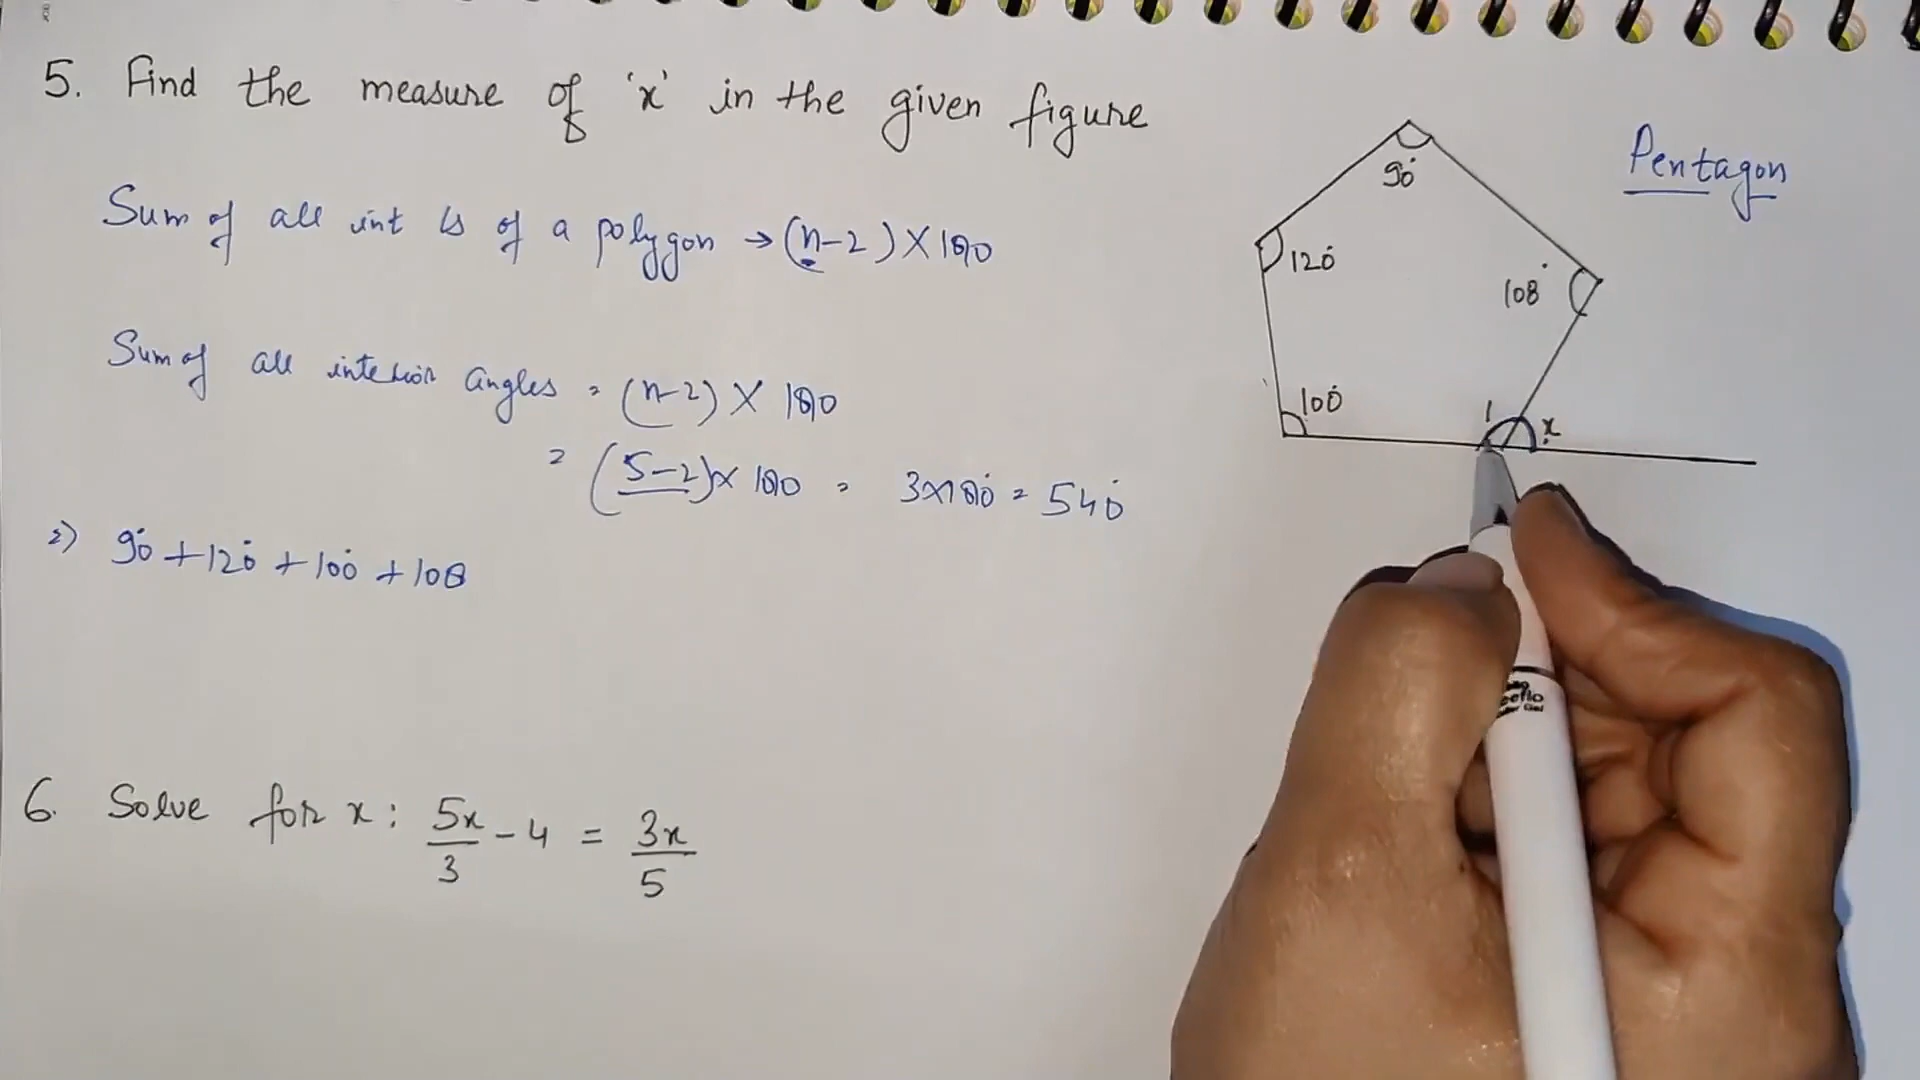 5. Find the measure of 'x' in the given figure
Pentagon
90°
120°
108°
100°
1
x
Sum of all int ∠s of a polygon → (n-2) X 180
Sum of all interior angles = (n-2) X 180
= (5-2) x 180 = 3x180° = 540°
⇒ 90° + 120° + 100° + 108
6. Solve for x: 5x/3 - 4 = 3x/5